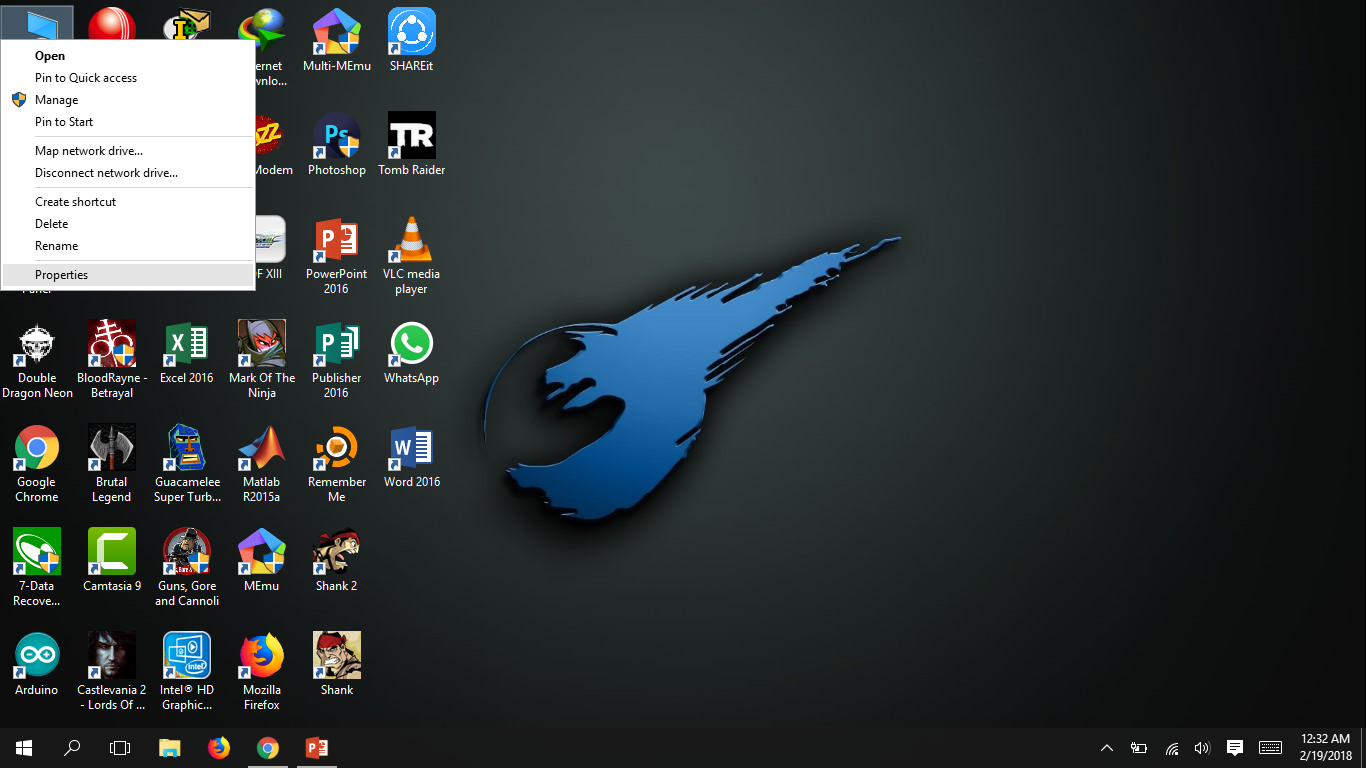 Open
Pin to Quick access
Manage
Pin to Start
Map network drive...
Disconnect network drive...
Create shortcut
Delete
Rename
Properties
Multi-MEmu
SHAREit
Modem
Photoshop
Tomb Raider
TR
Ps
XIII
PowerPoint
2016
VLC media
player
Double
Dragon Neon
BloodRayne -
Betrayal
Excel 2016
Mark Of The
Ninja
Publisher
2016
WhatsApp
Google
Chrome
Brutal
Legend
Guacamelee
Super Turb...
Matlab
R2015a
Remember
Me
Word 2016
7-Data
Recove...
Camtasia 9
Guns, Gore
and Cannoli
MEmu
Shank 2
Arduino
Castlevania 2
- Lords Of ...
Intel® HD
Graphic...
Mozilla
Firefox
Shank
12:32 AM
2/19/2018